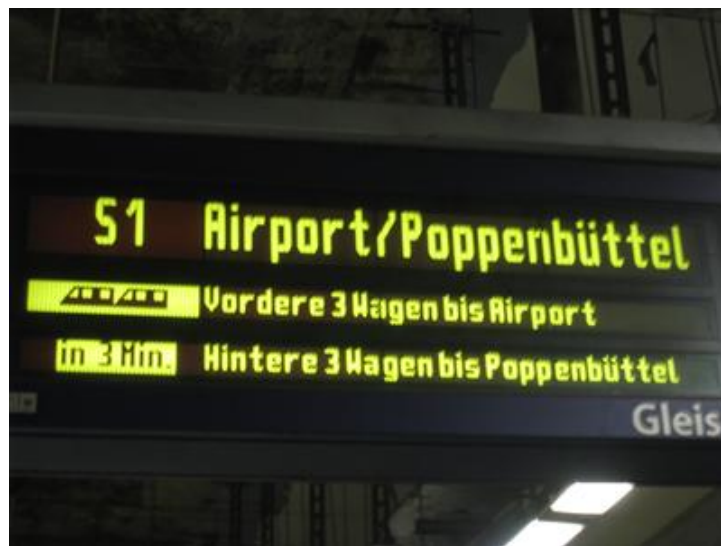 S1 Airport/Poppenbüttel
Vordere 3 Wagen bis Airport
in 3 Min. Hintere 3 Wagen bis Poppenbüttel
Gleis